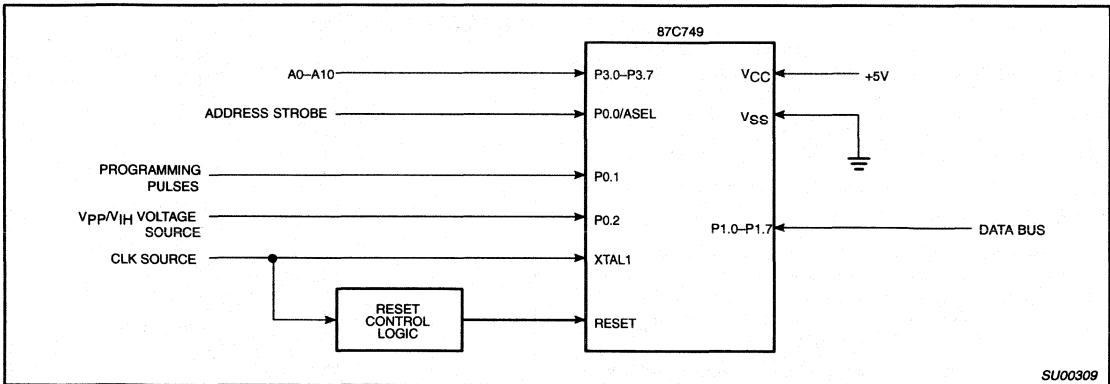 87C749
A0–A10
P3.0–P3.7
VCC
+5V
ADDRESS STROBE
P0.0/ASEL
VSS
PROGRAMMING
PULSES
P0.1
VPP/VIH VOLTAGE
SOURCE
P0.2
P1.0–P1.7
DATA BUS
CLK SOURCE
XTAL1
RESET
CONTROL
LOGIC
RESET
SU00309